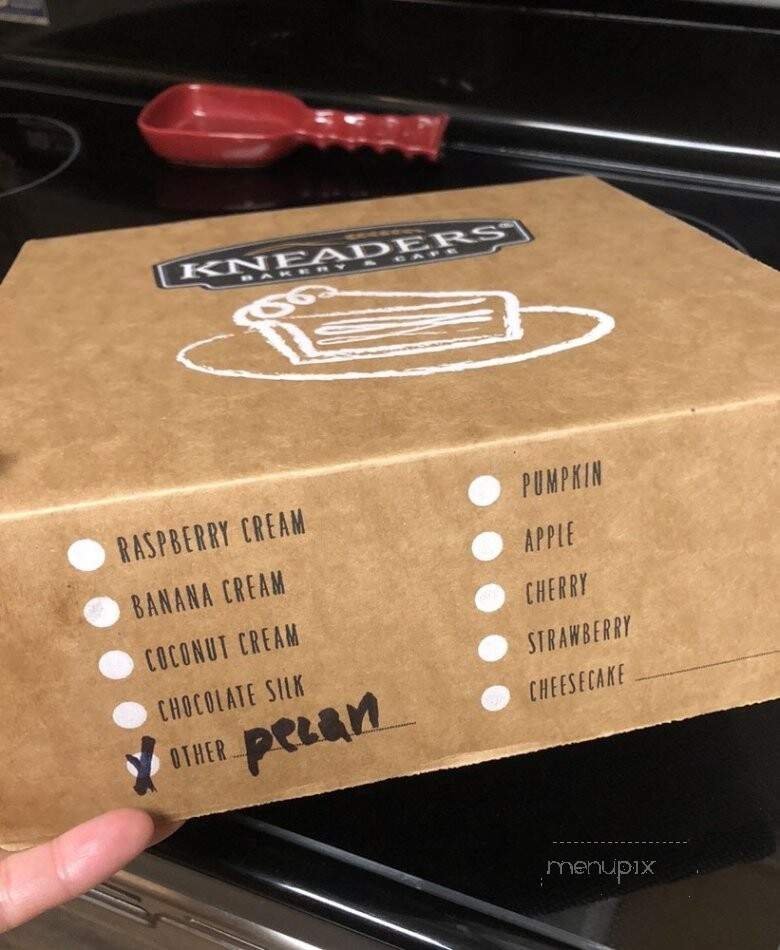 KNEADERS®
BAKERY & CAFE
RASPBERRY CREAM
BANANA CREAM
COCONUT CREAM
CHOCOLATE SILK
OTHER pecan
PUMPKIN
APPLE
CHERRY
STRAWBERRY
CHEESECAKE
menupix